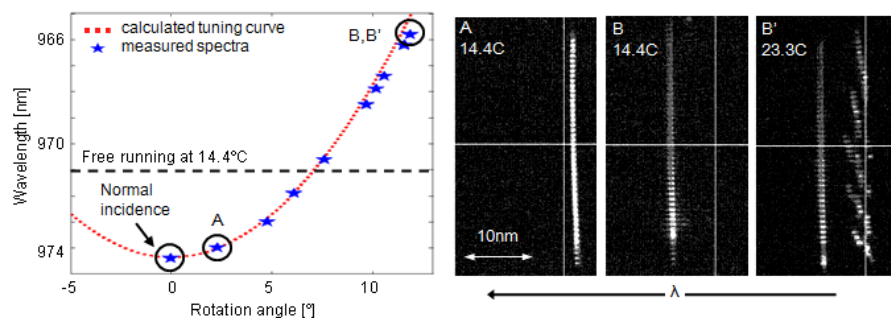 calculated tuning curve
measured spectra
B,B'
966
970
974
Wavelength [nm]
Free running at 14.4ºC
Normal
incidence
A
-5
0
5
10
Rotation angle [º]
A
14.4C
B
14.4C
B'
23.3C
10nm
λ